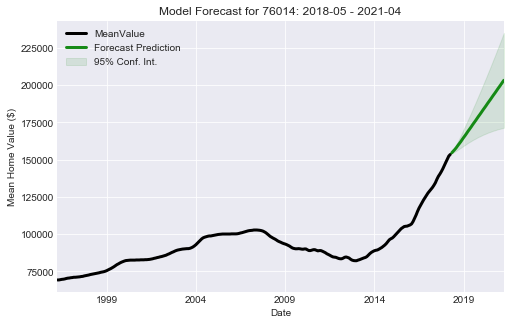 Model Forecast for 76014: 2018-05 - 2021-04
MeanValue
Forecast Prediction
95% Conf. Int.
Mean Home Value ($)
225000
200000
175000
150000
125000
100000
75000
1999
2004
2009
2014
2019
Date